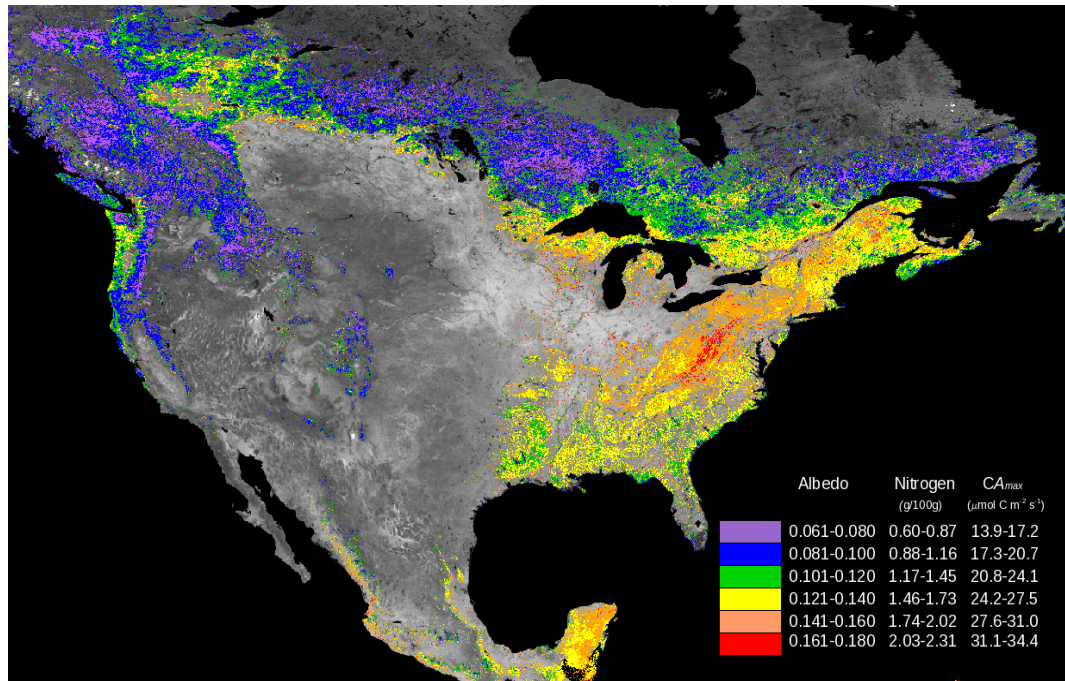 Albedo Nitrogen CAmax
(g/100g) (μmol C m⁻² s⁻¹)
0.061-0.080 0.60-0.87 13.9-17.2
0.081-0.100 0.88-1.16 17.3-20.7
0.101-0.120 1.17-1.45 20.8-24.1
0.121-0.140 1.46-1.73 24.2-27.5
0.141-0.160 1.74-2.02 27.6-31.0
0.161-0.180 2.03-2.31 31.1-34.4